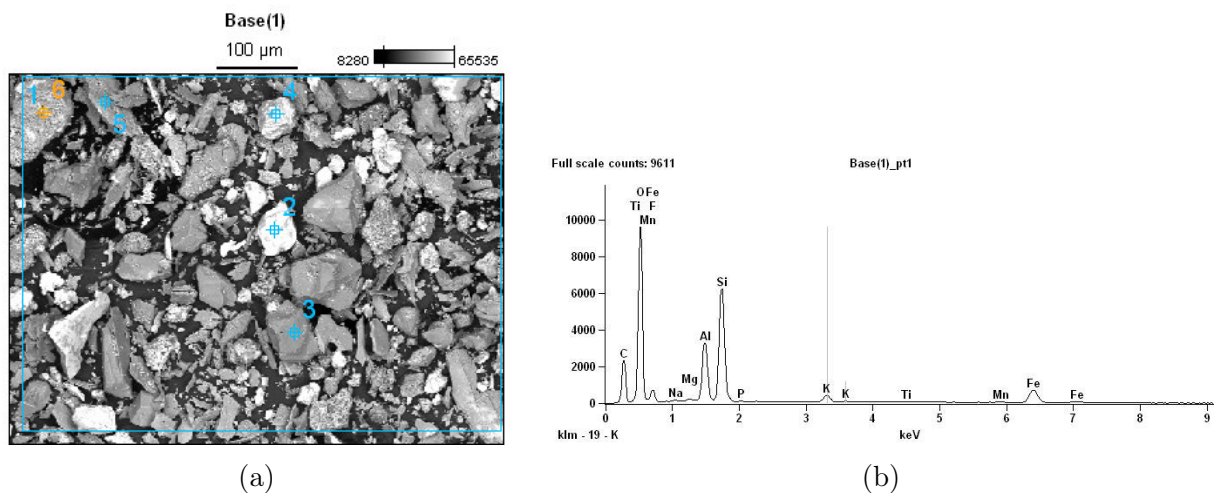 Base(1)
100 µm
8280 65535
1 6
4
5
2
3
(a)
Full scale counts: 9611
Base(1)_pt1
O Fe
Ti F
Mn
10000
8000
6000
4000
2000
0
C
Na
Mg
Al
Si
P
K
K
Ti
Mn
Fe
Fe
0 1 2 3 4 5 6 7 8 9
klm - 19 - K
keV
(b)